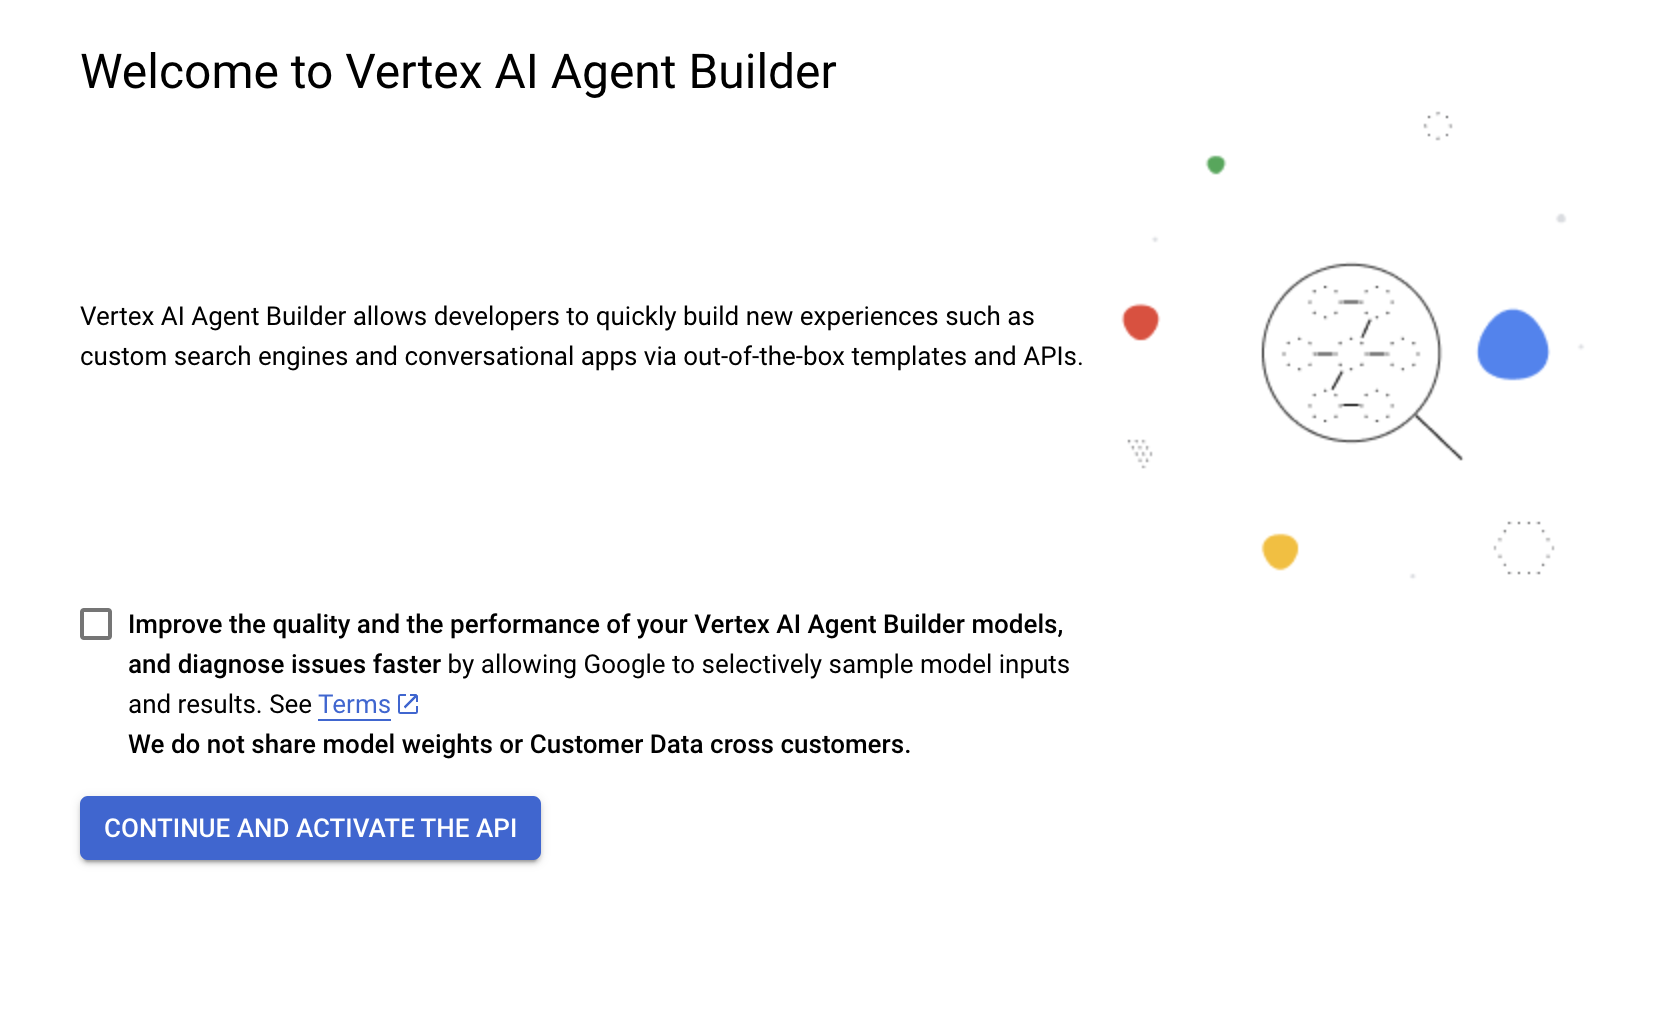 Welcome to Vertex AI Agent Builder
Vertex AI Agent Builder allows developers to quickly build new experiences such as
custom search engines and conversational apps via out-of-the-box templates and APIs.
Improve the quality and the performance of your Vertex AI Agent Builder models,
and diagnose issues faster by allowing Google to selectively sample model inputs
and results. See Terms
We do not share model weights or Customer Data cross customers.
CONTINUE AND ACTIVATE THE API